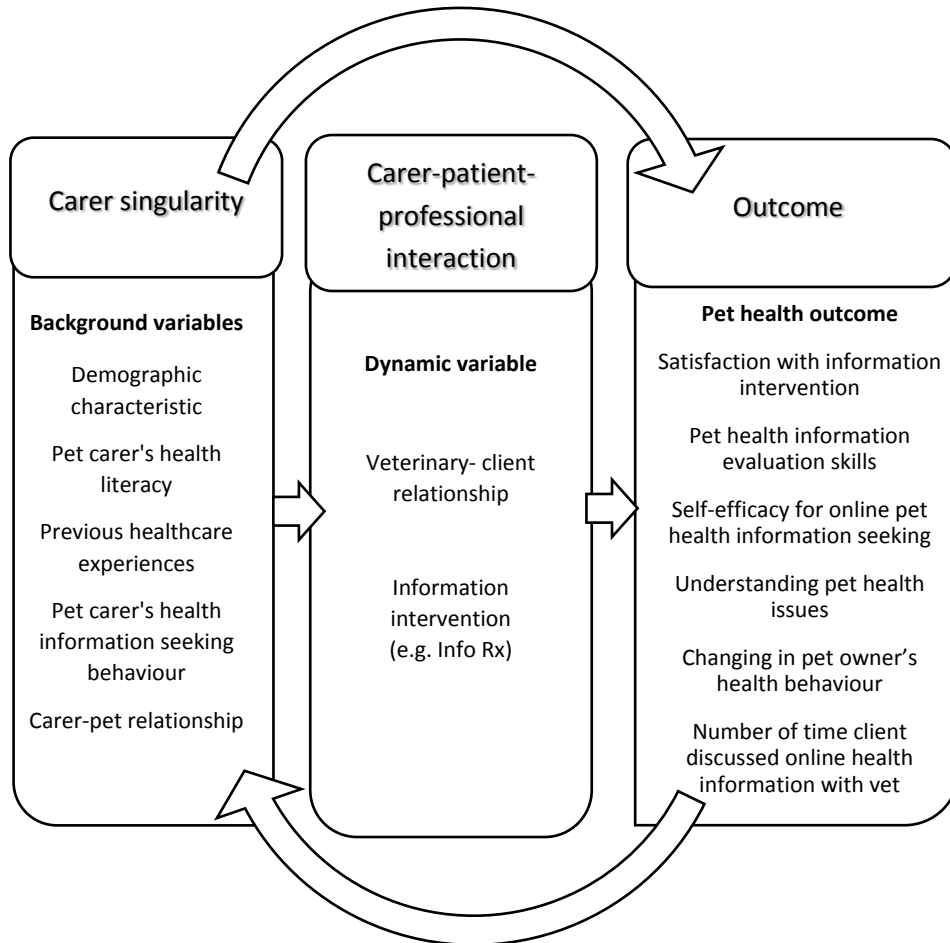 Carer singularity
Background variables
Demographic
characteristic
Pet carer's health
literacy
Previous healthcare
experiences
Pet carer's health
information seeking
behaviour
Carer-pet relationship
Carer-patient-
professional
interaction
Dynamic variable
Veterinary- client
relationship
Information
intervention
(e.g. Info Rx)
Outcome
Pet health outcome
Satisfaction with information
intervention
Pet health information
evaluation skills
Self-efficacy for online pet
health information seeking
Understanding pet health
issues
Changing in pet owner’s
health behaviour
Number of time client
discussed online health
information with vet